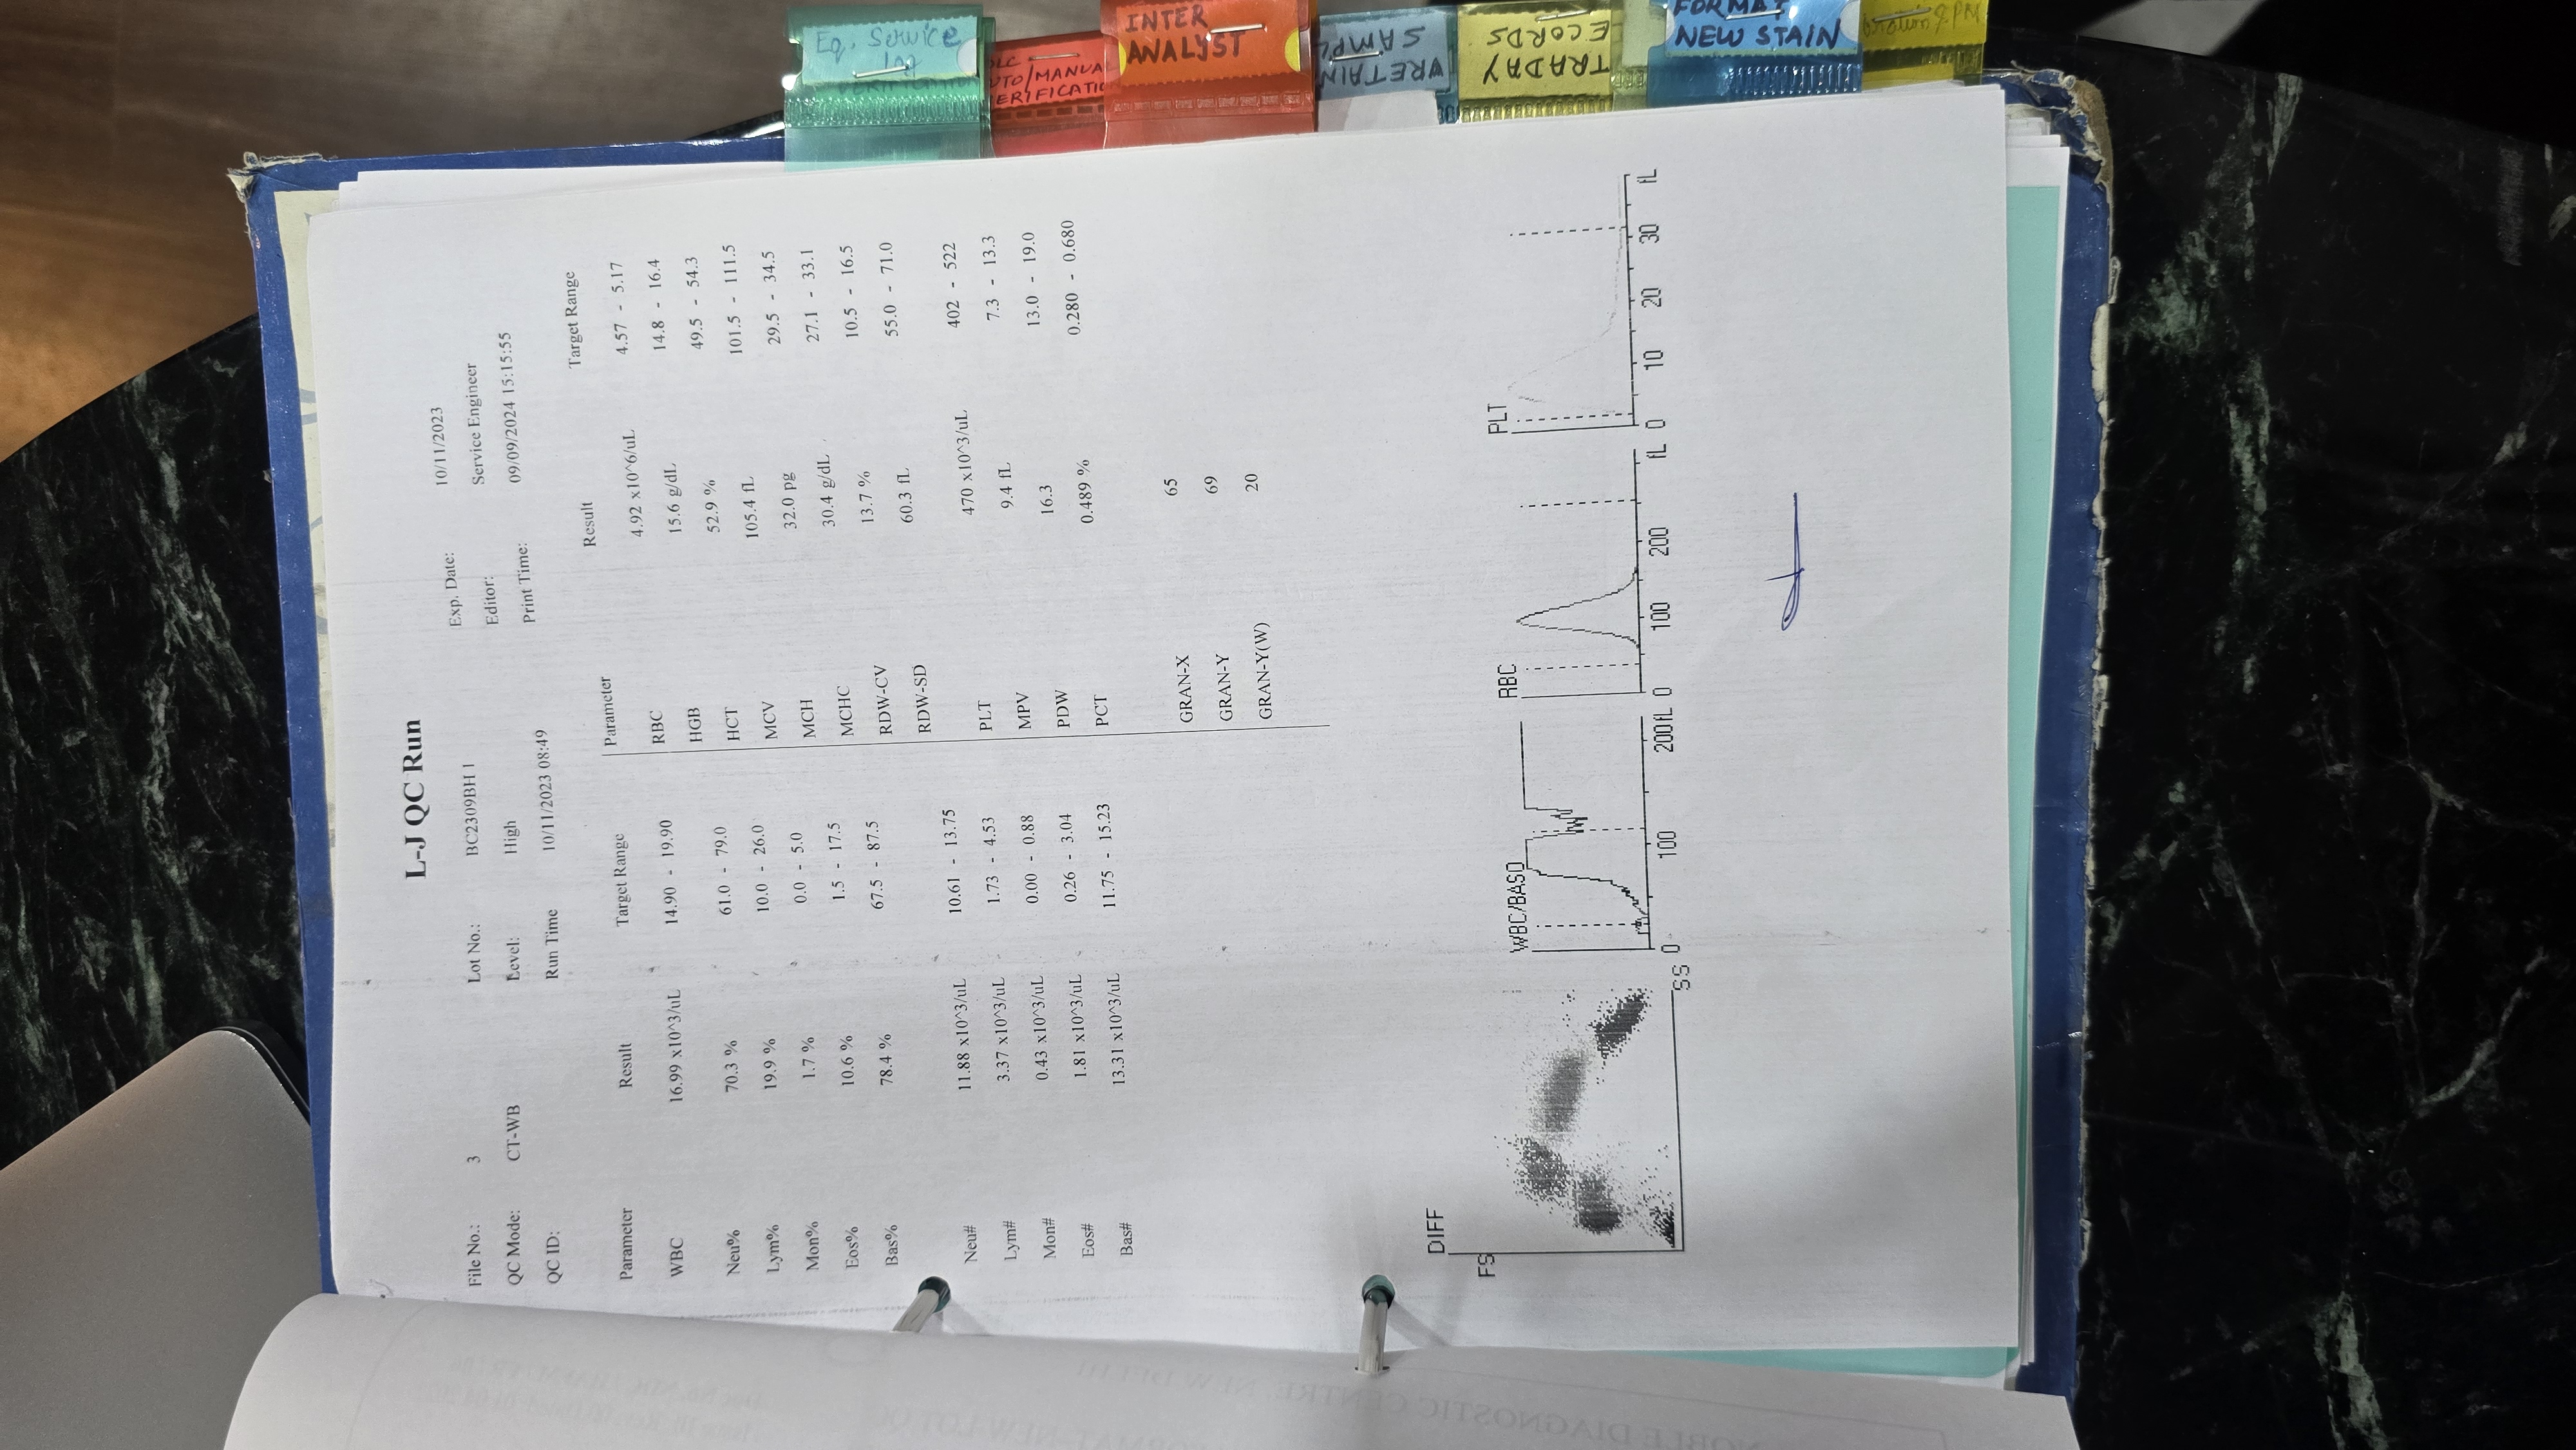 Eq. Service
Log
INTER
ANALYST
/MANUAL
RETAIN
SAMPL
TRADAY
ECORDS
FORMAT
NEW STAIN
L-J QC Run
File No.: 3 Lot No.: BC2309BH 1 Exp. Date: 10/11/2023
QC Mode: CT-WB Level: High Editor: Service Engineer
QC ID: Run Time 10/11/2023 08:49 Print Time: 09/09/2024 15:15:55
Parameter Result Target Range Parameter Result Target Range
WBC 16.99 x10^3/uL 14.90 - 19.90 RBC 4.92 x10^6/uL 4.57 - 5.17
HGB 15.6 g/dL 14.8 - 16.4
Neu% 70.3 % 61.0 - 79.0 HCT 52.9 % 49.5 - 54.3
Lym% 19.9 % 10.0 - 26.0 MCV 105.4 fL 101.5 - 111.5
Mon% 1.7 % 0.0 - 5.0 MCH 32.0 pg 29.5 - 34.5
Eos% 10.6 % 1.5 - 17.5 MCHC 30.4 g/dL 27.1 - 33.1
Bas% 78.4 % 67.5 - 87.5 RDW-CV 13.7 % 10.5 - 16.5
RDW-SD 60.3 fL 55.0 - 71.0
Neu# 11.88 x10^3/uL 10.61 - 13.75 PLT 470 x10^3/uL 402 - 522
Lym# 3.37 x10^3/uL 1.73 - 4.53 MPV 9.4 fL 7.3 - 13.3
Mon# 0.43 x10^3/uL 0.00 - 0.88 PDW 16.3 13.0 - 19.0
Eos# 1.81 x10^3/uL 0.26 - 3.04 PCT 0.489 % 0.280 - 0.680
Bas# 13.31 x10^3/uL 11.75 - 15.23
GRAN-X 65
GRAN-Y 69
GRAN-Y(W) 20
DIFF
FS
SS
WBC/BASO
0 100 200 fL
RBC
0 100 200 fL
PLT
0 10 20 30 fL